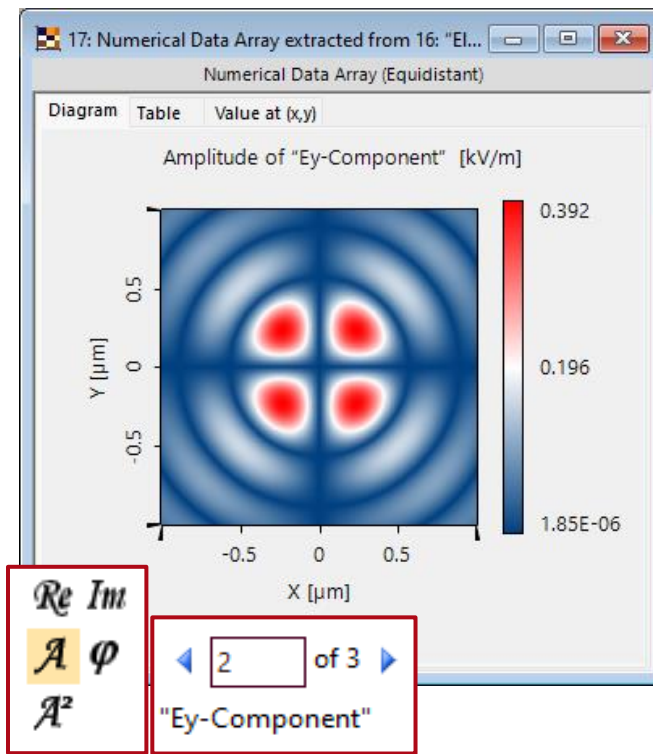 17: Numerical Data Array extracted from 16: "El...
Numerical Data Array (Equidistant)
Diagram Table Value at (x,y)
Amplitude of "Ey-Component" [kV/m]
0.392
0.5
0.196
0
Y [µm]
-0.5
1.85E-06
-0.5 0 0.5
X [µm]
Re Im
A φ
A²
2 of 3
"Ey-Component"